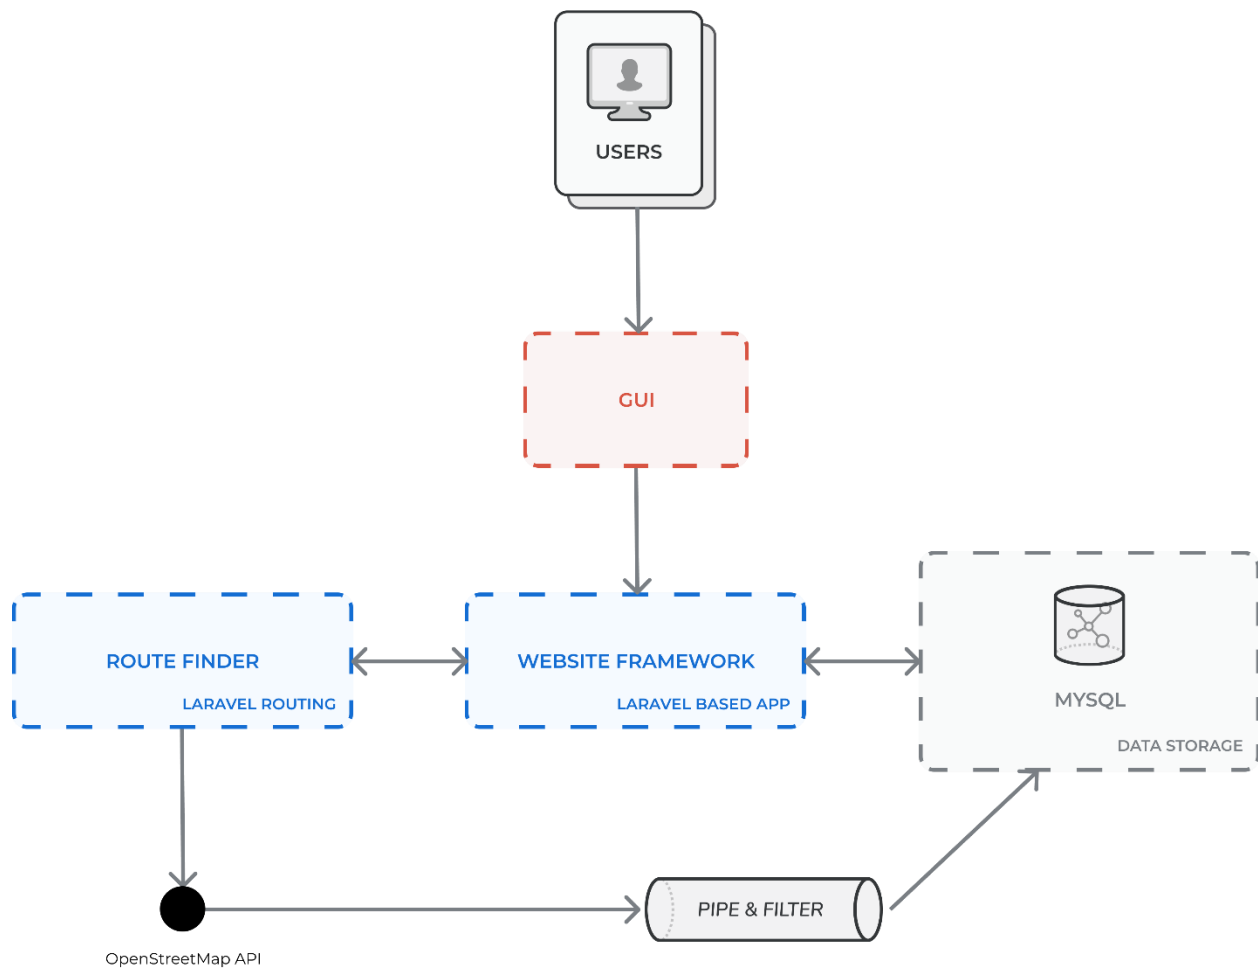 USERS
GUI
ROUTE FINDER
LARAVEL ROUTING
WEBSITE FRAMEWORK
LARAVEL BASED APP
MYSQL
DATA STORAGE
PIPE & FILTER
OpenStreetMap API